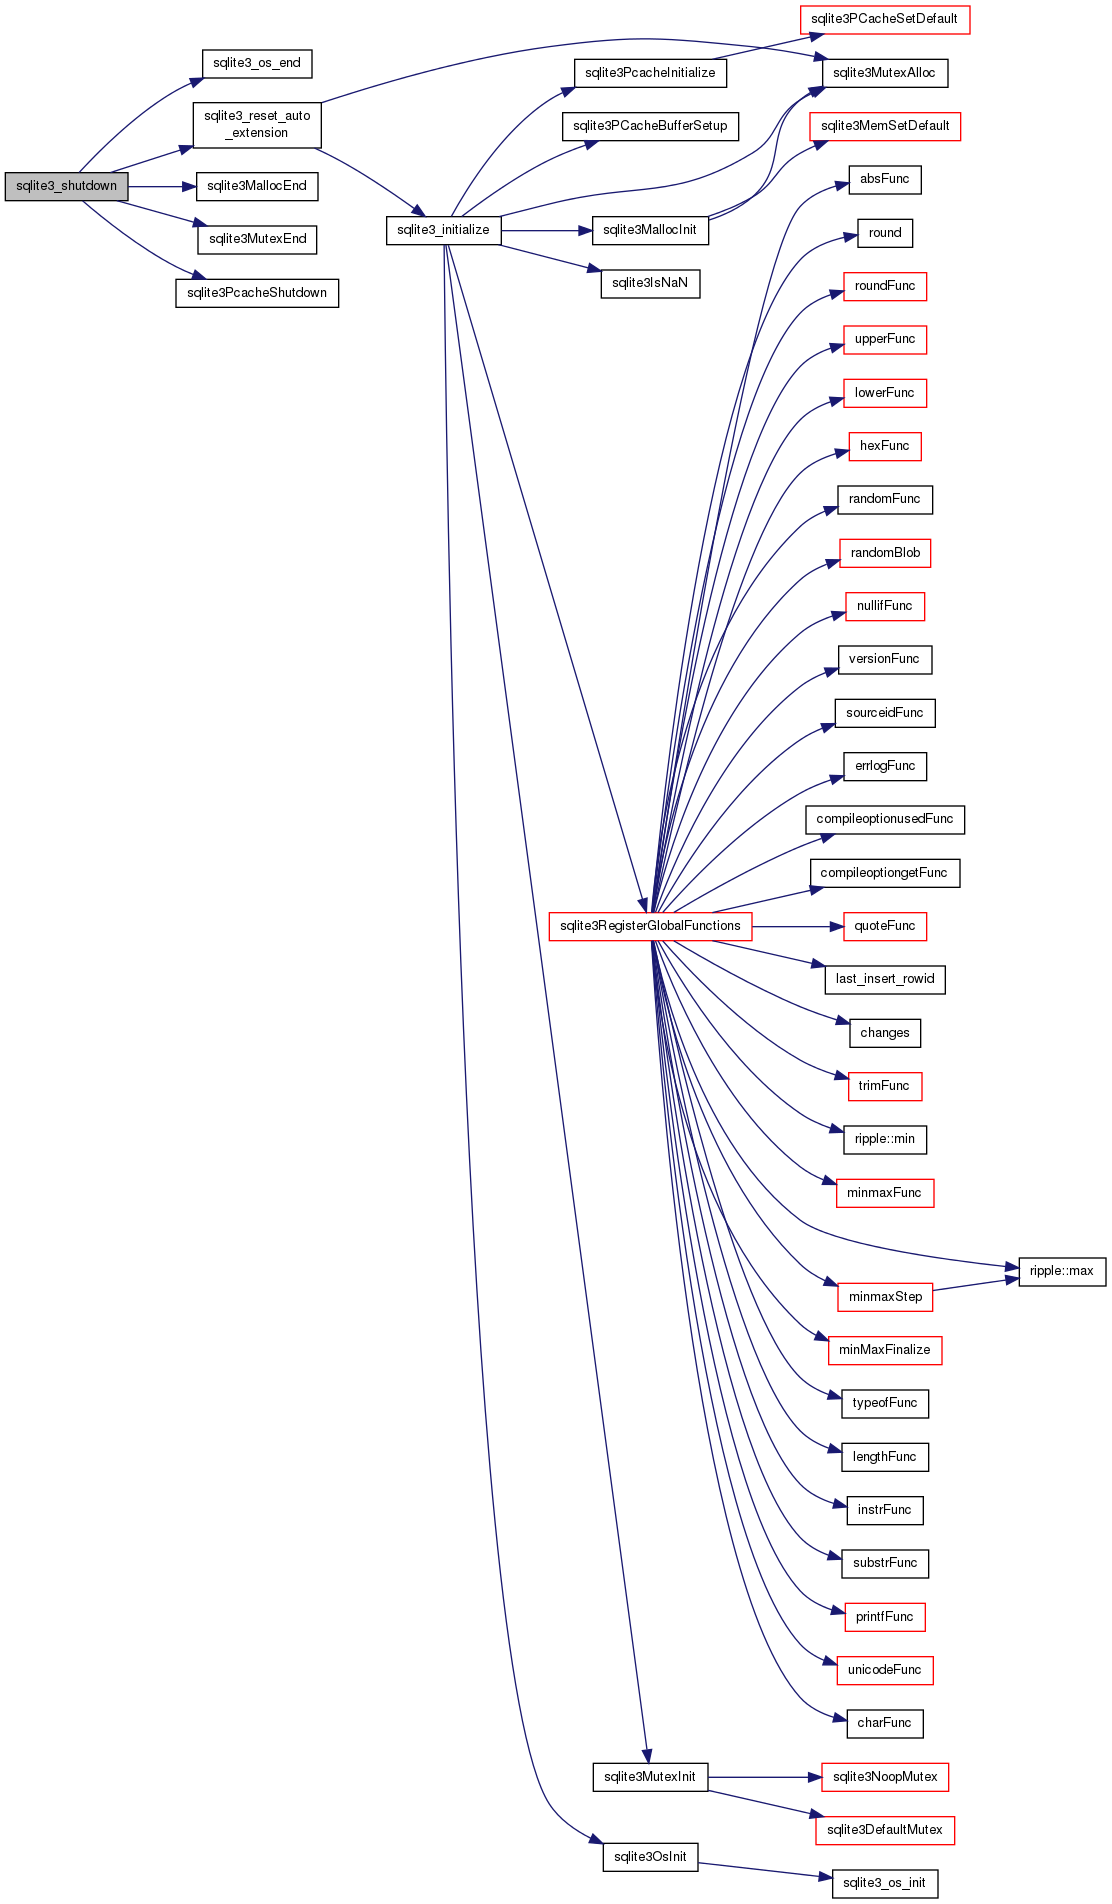 sqlite3PCacheSetDefault
sqlite3_os_end
sqlite3PcacheInitialize
sqlite3MutexAlloc
sqlite3_reset_auto
_extension
sqlite3PCacheBufferSetup
sqlite3MemSetDefault
sqlite3_shutdown
sqlite3MallocEnd
absFunc
sqlite3MutexEnd
sqlite3_initialize
sqlite3MallocInit
round
sqlite3PcacheShutdown
sqlite3IsNaN
roundFunc
upperFunc
lowerFunc
hexFunc
randomFunc
randomBlob
nullifFunc
versionFunc
sourceidFunc
errlogFunc
compileoptionusedFunc
compileoptiongetFunc
sqlite3RegisterGlobalFunctions
quoteFunc
last_insert_rowid
changes
trimFunc
ripple::min
minmaxFunc
ripple::max
minmaxStep
minMaxFinalize
typeofFunc
lengthFunc
instrFunc
substrFunc
printfFunc
unicodeFunc
charFunc
sqlite3MutexInit
sqlite3NoopMutex
sqlite3DefaultMutex
sqlite3OsInit
sqlite3_os_init